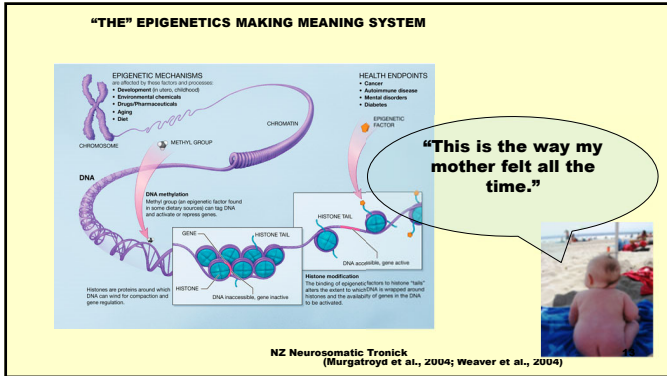 “THE” EPIGENETICS MAKING MEANING SYSTEM
EPIGENETIC MECHANISMS
are affected by these factors and processes:
• Development (in utero, childhood)
• Environmental chemicals
• Drugs/Pharmaceuticals
• Aging
• Diet
HEALTH ENDPOINTS
• Cancer
• Autoimmune disease
• Mental disorders
• Diabetes
CHROMOSOME
METHYL GROUP
CHROMATIN
EPIGENETIC
FACTOR
“This is the way my
mother felt all the
time.”
DNA
DNA methylation
Methyl group (an epigenetic factor found
in some dietary sources) can tag DNA
and activate or repress genes.
GENE
HISTONE TAIL
HISTONE TAIL
DNA accessible, gene active
HISTONE
DNA inaccessible, gene inactive
Histones are proteins around which
DNA can wind for compaction and
gene regulation.
Histone modification
The binding of epigenetic factors to histone “tails”
alters the extent to which DNA is wrapped around
histones and the availability of genes in the DNA
to be activated.
NZ Neurosomatic Tronick
(Murgatroyd et al., 2004; Weaver et al., 2004)